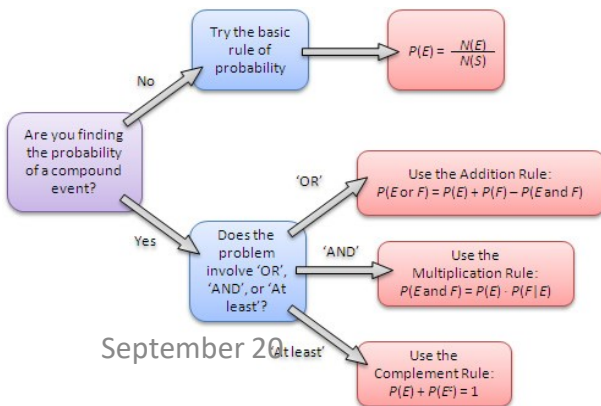 Try the basic
rule of
probability
P(E) = N(E)/N(S)
No
Are you finding
the probability
of a compound
event?
Yes
'OR'
Use the Addition Rule:
P(E or F) = P(E) + P(F) – P(E and F)
Does the
problem
involve 'OR',
'AND', or 'At
least'?
'AND'
Use the
Multiplication Rule:
P(E and F) = P(E) · P(F|E)
September 20
'At least'
Use the
Complement Rule:
P(E) + P(Eᶜ) = 1